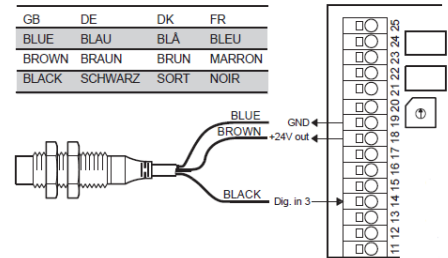 GB DE DK FR
BLUE BLAU BLÅ BLEU
BROWN BRAUN BRUN MARRON
BLACK SCHWARZ SORT NOIR
BLUE
BROWN
BLACK
GND
+24V out
Dig. in 3
25
24
23
22
21
20
19
18
17
16
15
14
13
12
11